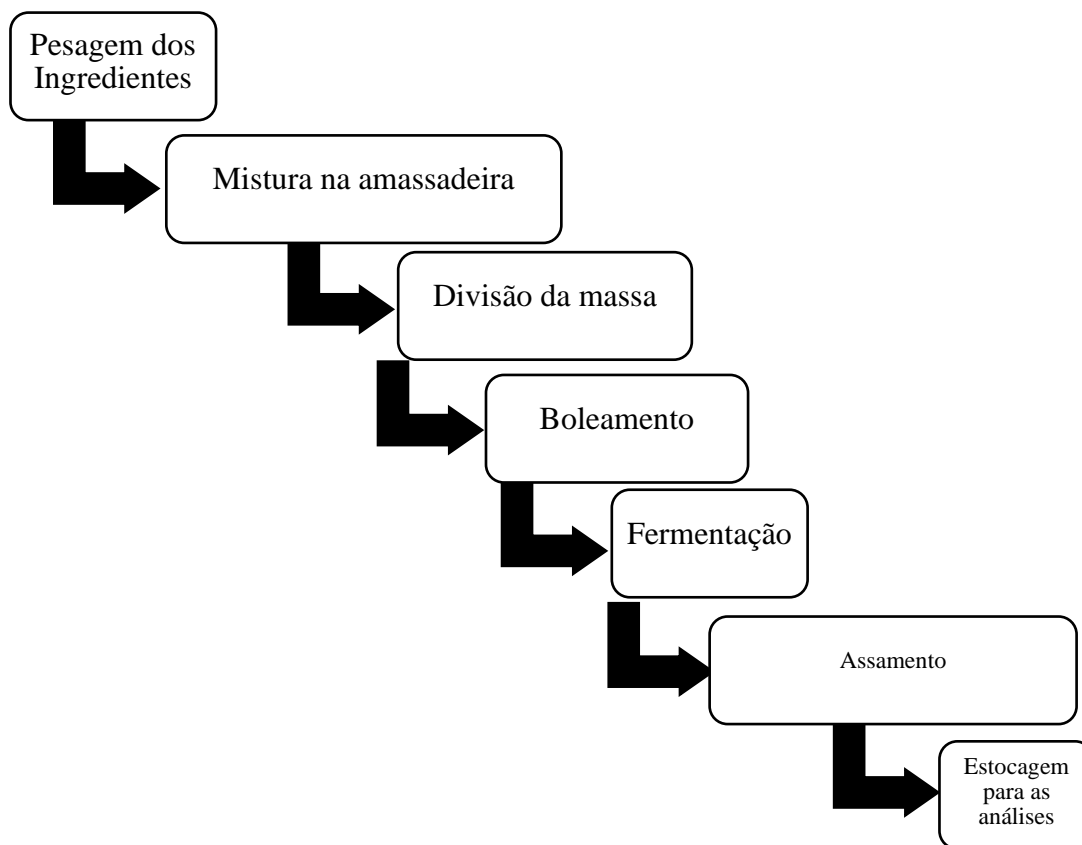 Pesagem dos
Ingredientes
Mistura na amassadeira
Divisão da massa
Boleamento
Fermentação
Assamento
Estocagem
para as
análises